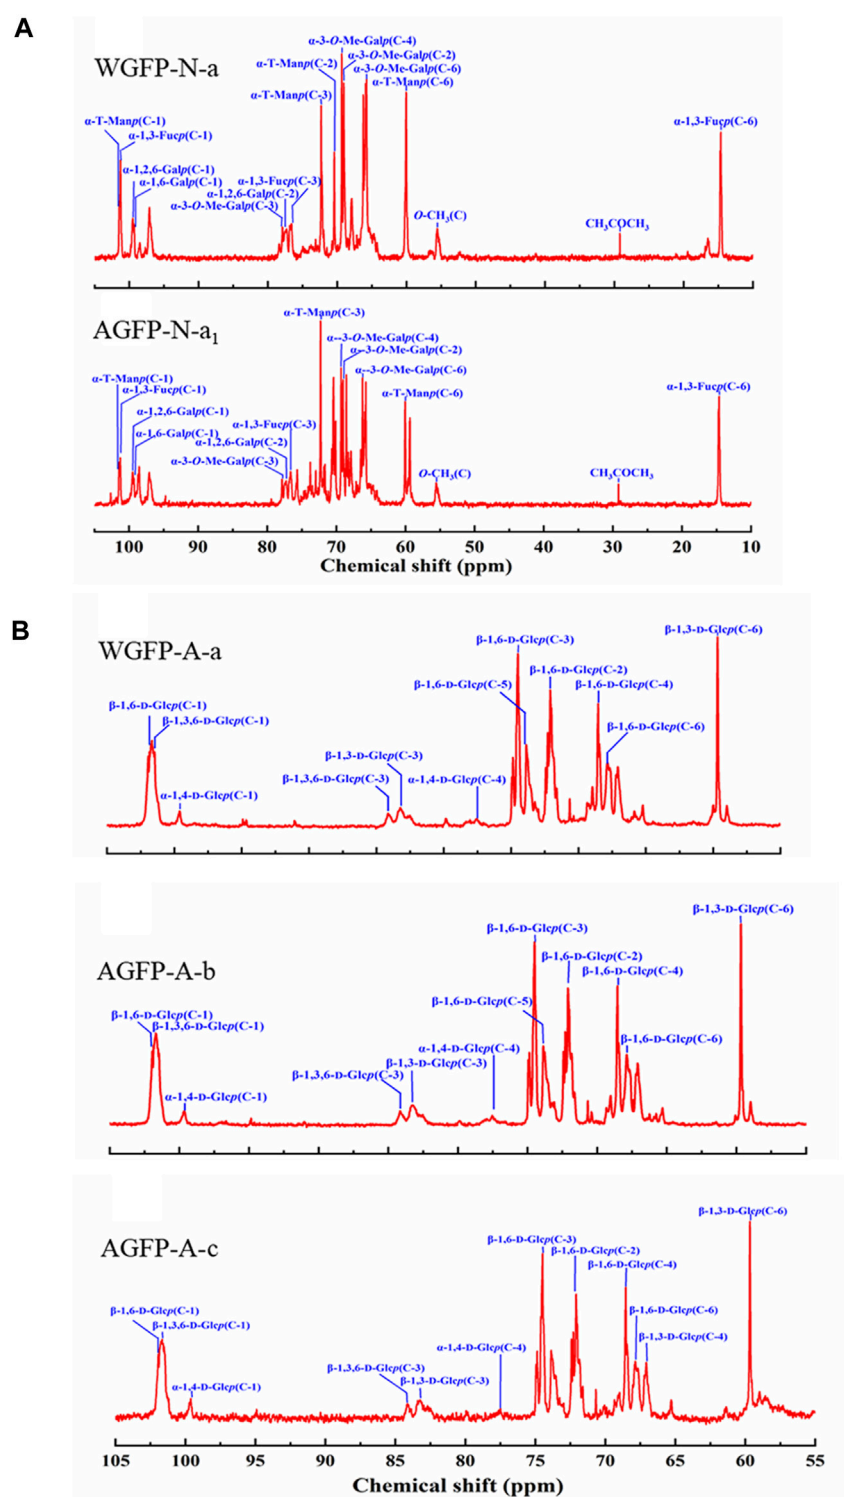 A
WGFP-N-a
α-3-O-Me-Galp(C-4)
α-3-O-Me-Galp(C-2)
α-T-Manp(C-2)
α-3-O-Me-Galp(C-6)
α-T-Manp(C-6)
α-T-Manp(C-3)
α-T-Manp(C-1)
α-1,3-Fucp(C-6)
α-1,3-Fucp(C-1)
α-1,2,6-Galp(C-1)
α-1,6-Galp(C-1)
α-1,3-Fucp(C-3)
α-1,2,6-Galp(C-2)
α-3-O-Me-Galp(C-3)
O-CH₃(C)
CH₃COCH₃
AGFP-N-a₁
α-T-Manp(C-3)
α--3-O-Me-Galp(C-4)
α--3-O-Me-Galp(C-2)
α--3-O-Me-Galp(C-6)
α-T-Manp(C-1)
α-1,3-Fucp(C-1)
α-T-Manp(C-6)
α-1,3-Fucp(C-6)
α-1,2,6-Galp(C-1)
α-1,3-Fucp(C-3)
α-1,6-Galp(C-1)
α-1,2,6-Galp(C-2)
α-3-O-Me-Galp(C-3)
O-CH₃(C)
CH₃COCH₃
100 90 80 70 60 50 40 30 20 10
Chemical shift (ppm)
B
WGFP-A-a
β-1,6-D-Glcp(C-3)
β-1,3-D-Glcp(C-6)
β-1,6-D-Glcp(C-2)
β-1,6-D-Glcp(C-5)
β-1,6-D-Glcp(C-4)
β-1,6-D-Glcp(C-1)
β-1,3,6-D-Glcp(C-1)
β-1,6-D-Glcp(C-6)
β-1,3-D-Glcp(C-3)
β-1,3,6-D-Glcp(C-3)
α-1,4-D-Glcp(C-4)
α-1,4-D-Glcp(C-1)
AGFP-A-b
β-1,3-D-Glcp(C-6)
β-1,6-D-Glcp(C-3)
β-1,6-D-Glcp(C-2)
β-1,6-D-Glcp(C-4)
β-1,6-D-Glcp(C-5)
β-1,6-D-Glcp(C-1)
β-1,3,6-D-Glcp(C-1)
β-1,6-D-Glcp(C-6)
α-1,4-D-Glcp(C-4)
β-1,3-D-Glcp(C-3)
β-1,3,6-D-Glcp(C-3)
α-1,4-D-Glcp(C-1)
AGFP-A-c
β-1,3-D-Glcp(C-6)
β-1,6-D-Glcp(C-3)
β-1,6-D-Glcp(C-2)
β-1,6-D-Glcp(C-4)
β-1,6-D-Glcp(C-1)
β-1,3,6-D-Glcp(C-1)
β-1,6-D-Glcp(C-6)
β-1,3-D-Glcp(C-4)
α-1,4-D-Glcp(C-4)
β-1,3,6-D-Glcp(C-3)
β-1,3-D-Glcp(C-3)
α-1,4-D-Glcp(C-1)
105 100 95 90 85 80 75 70 65 60 55
Chemical shift (ppm)